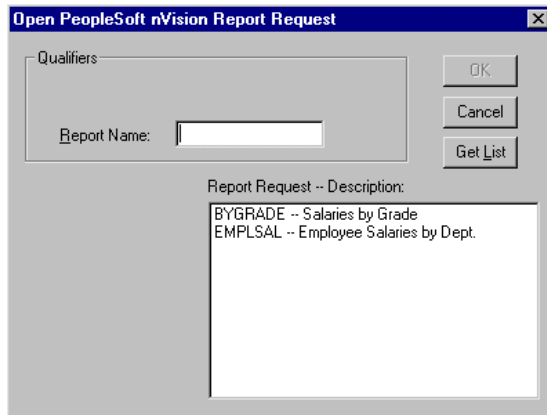 Open PeopleSoft nVision Report Request
Qualifiers
Report Name:
OK
Cancel
Get List
Report Request -- Description:
BYGRADE -- Salaries by Grade
EMPLSAL -- Employee Salaries by Dept.